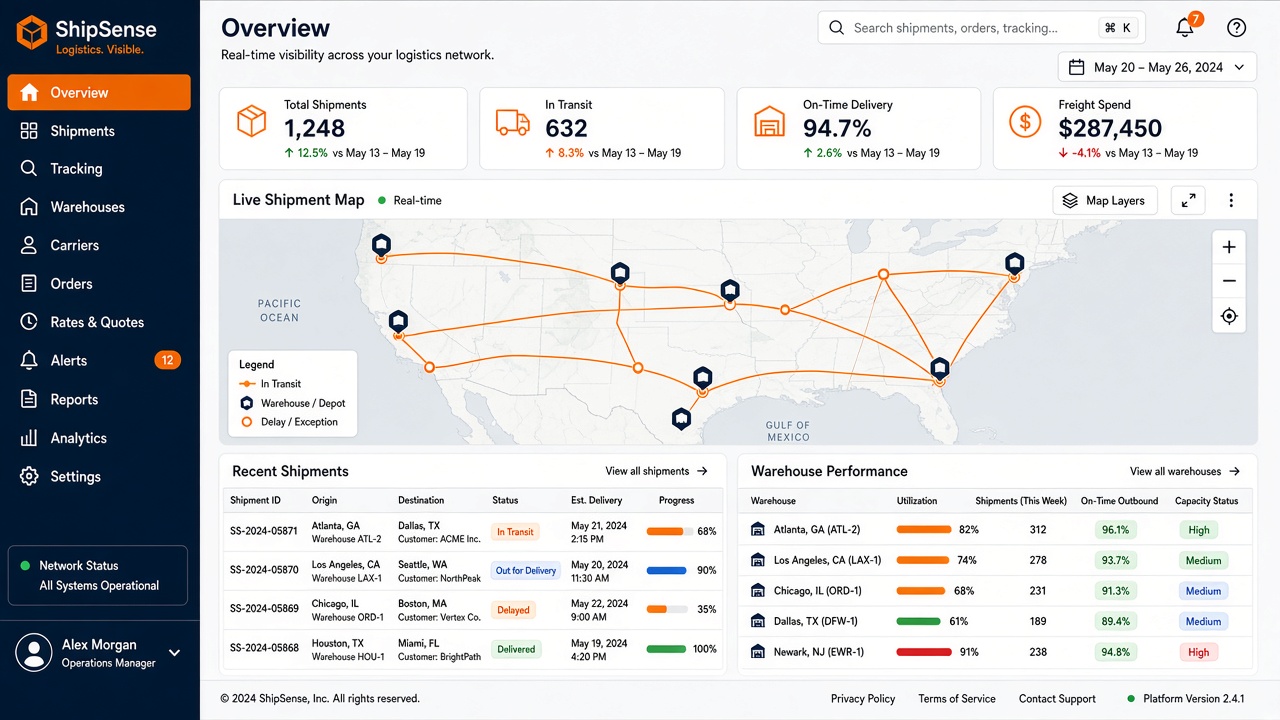 ShipSense
Logistics. Visible.
Overview
Shipments
Tracking
Warehouses
Carriers
Orders
Rates & Quotes
Alerts
12
Reports
Analytics
Settings
Network Status
All Systems Operational
Alex Morgan
Operations Manager
Overview
Real-time visibility across your logistics network.
Search shipments, orders, tracking...
⌘ K
7
May 20 – May 26, 2024
Total Shipments
1,248
↑ 12.5% vs May 13 – May 19
In Transit
632
↑ 8.3% vs May 13 – May 19
On-Time Delivery
94.7%
↑ 2.6% vs May 13 – May 19
Freight Spend
$287,450
↓ -4.1% vs May 13 – May 19
Live Shipment Map
Real-time
Map Layers
PACIFIC
OCEAN
GULF OF
MEXICO
Legend
In Transit
Warehouse / Depot
Delay / Exception
Recent Shipments
View all shipments →
Shipment ID Origin Destination Status Est. Delivery Progress
SS-2024-05871 Atlanta, GA Dallas, TX In Transit May 21, 2024 68%
Warehouse ATL-2 Customer: ACME Inc. 2:15 PM
SS-2024-05870 Los Angeles, CA Seattle, WA Out for Delivery May 20, 2024 90%
Warehouse LAX-1 Customer: NorthPeak 11:30 AM
SS-2024-05869 Chicago, IL Boston, MA Delayed May 22, 2024 35%
Warehouse ORD-1 Customer: Vertex Co. 9:00 AM
SS-2024-05868 Houston, TX Miami, FL Delivered May 19, 2024 100%
Warehouse HOU-1 Customer: BrightPath 4:20 PM
Warehouse Performance
View all warehouses →
Warehouse Utilization Shipments (This Week) On-Time Outbound Capacity Status
Atlanta, GA (ATL-2) 82% 312 96.1% High
Los Angeles, CA (LAX-1) 74% 278 93.7% Medium
Chicago, IL (ORD-1) 68% 231 91.3% Medium
Dallas, TX (DFW-1) 61% 189 89.4% Medium
Newark, NJ (EWR-1) 91% 238 94.8% High
© 2024 ShipSense, Inc. All rights reserved.
Privacy Policy
Terms of Service
Contact Support
Platform Version 2.4.1